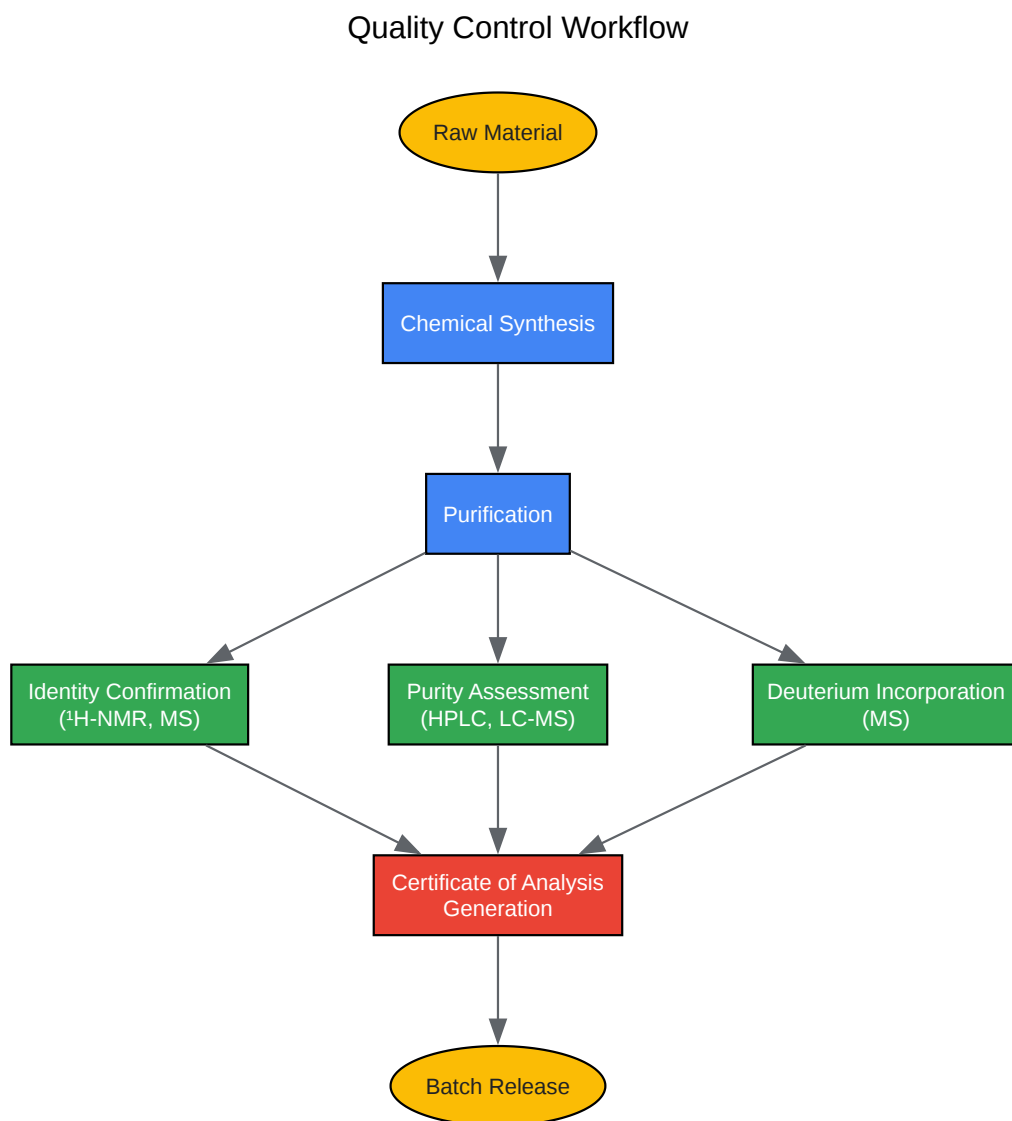 Quality Control Workflow
Raw Material
Chemical Synthesis
Purification
Identity Confirmation
(¹H-NMR, MS)
Purity Assessment
(HPLC, LC-MS)
Deuterium Incorporation
(MS)
Certificate of Analysis
Generation
Batch Release